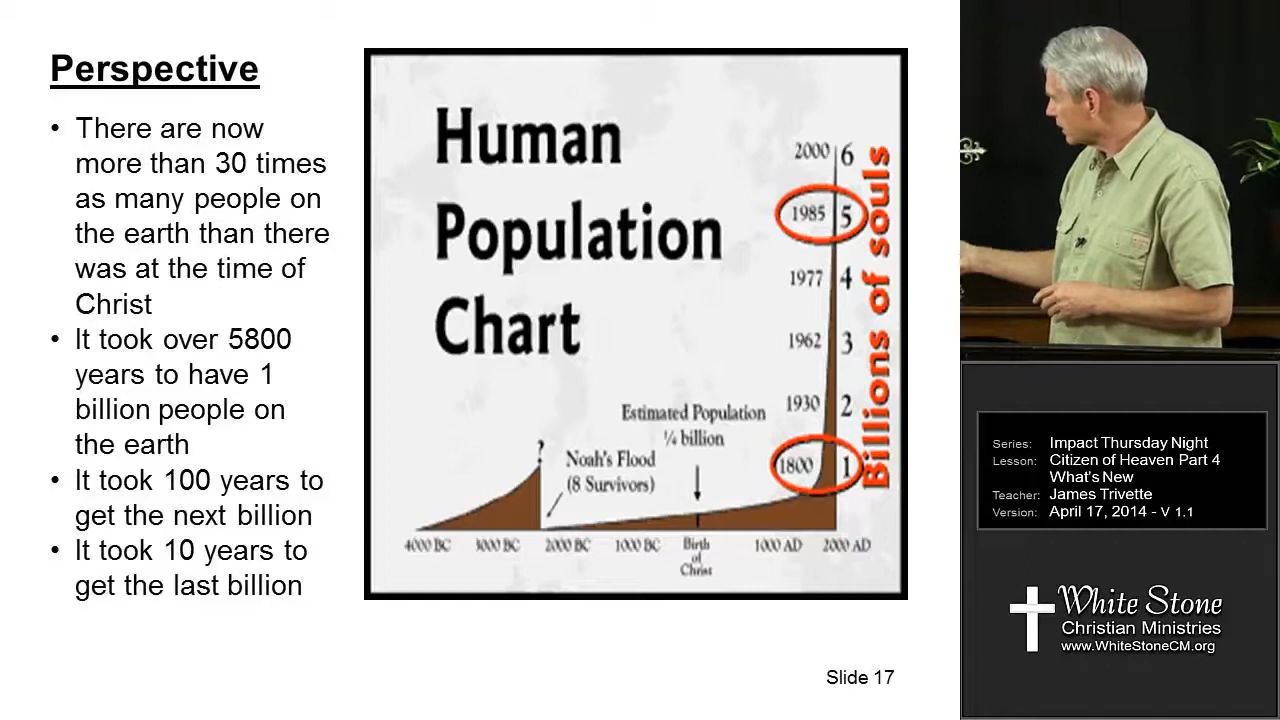 Perspective
• There are now
more than 30 times
as many people on
the earth than there
was at the time of
Christ
• It took over 5800
years to have 1
billion people on
the earth
• It took 100 years to
get the next billion
• It took 10 years to
get the last billion
Human
Population
Chart
2000 6
1985 5
1977 4
1962 3
1930 2
1800 1
Billions of souls
Estimated Population
¼ billion
?
Noah's Flood
(8 Survivors)
4000 BC 3000 BC 2000 BC 1000 BC Birth of Christ 1000 AD 2000 AD
Slide 17
Series: Impact Thursday Night
Lesson: Citizen of Heaven Part 4
What's New
Teacher: James Trivette
Version: April 17, 2014 - V 1.1
White Stone
Christian Ministries
www.WhiteStoneCM.org